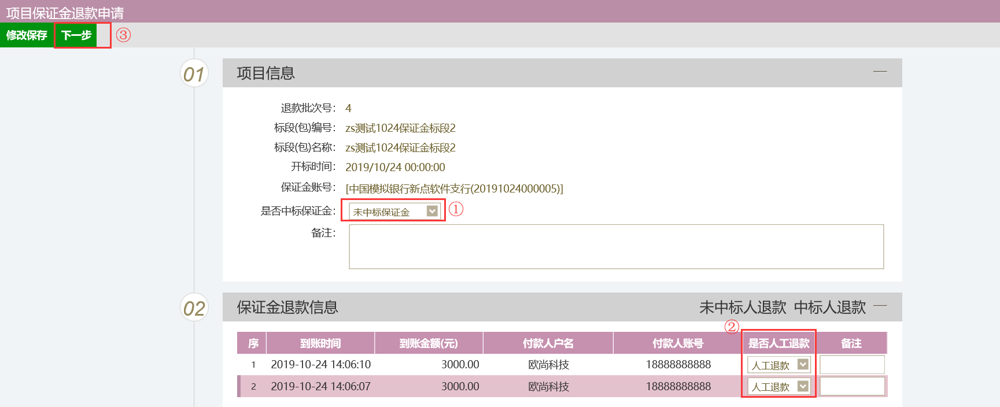 项目保证金退款申请
修改保存 下一步 ③
01 项目信息
退款批次号： 4
标段(包)编号： zs测试1024保证金标段2
标段(包)名称： zs测试1024保证金标段2
开标时间： 2019/10/24 00:00:00
保证金账号： [中国模拟银行新点软件支行(20191024000005)]
是否中标保证金： 未中标保证金 ①
备注：
02 保证金退款信息 未中标人退款 中标人退款
②
序 到账时间 到账金额(元) 付款人户名 付款人账号 是否人工退款 备注
1 2019-10-24 14:06:10 3000.00 欧尚科技 18888888888 人工退款
2 2019-10-24 14:06:07 3000.00 欧尚科技 18888888888 人工退款